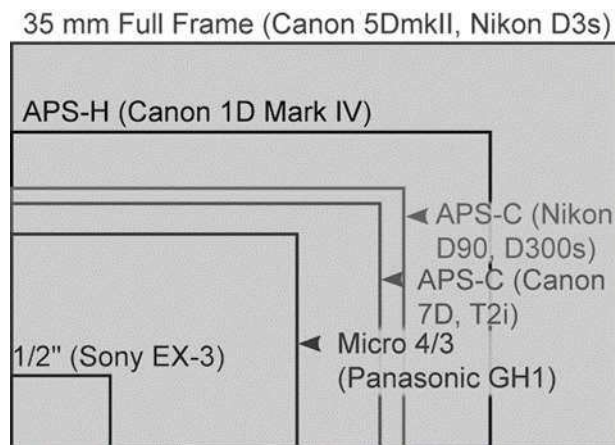 35 mm Full Frame (Canon 5DmkII, Nikon D3s)
APS-H (Canon 1D Mark IV)
APS-C (Nikon
D90, D300s)
APS-C (Canon
7D, T2i)
Micro 4/3
(Panasonic GH1)
1/2" (Sony EX-3)